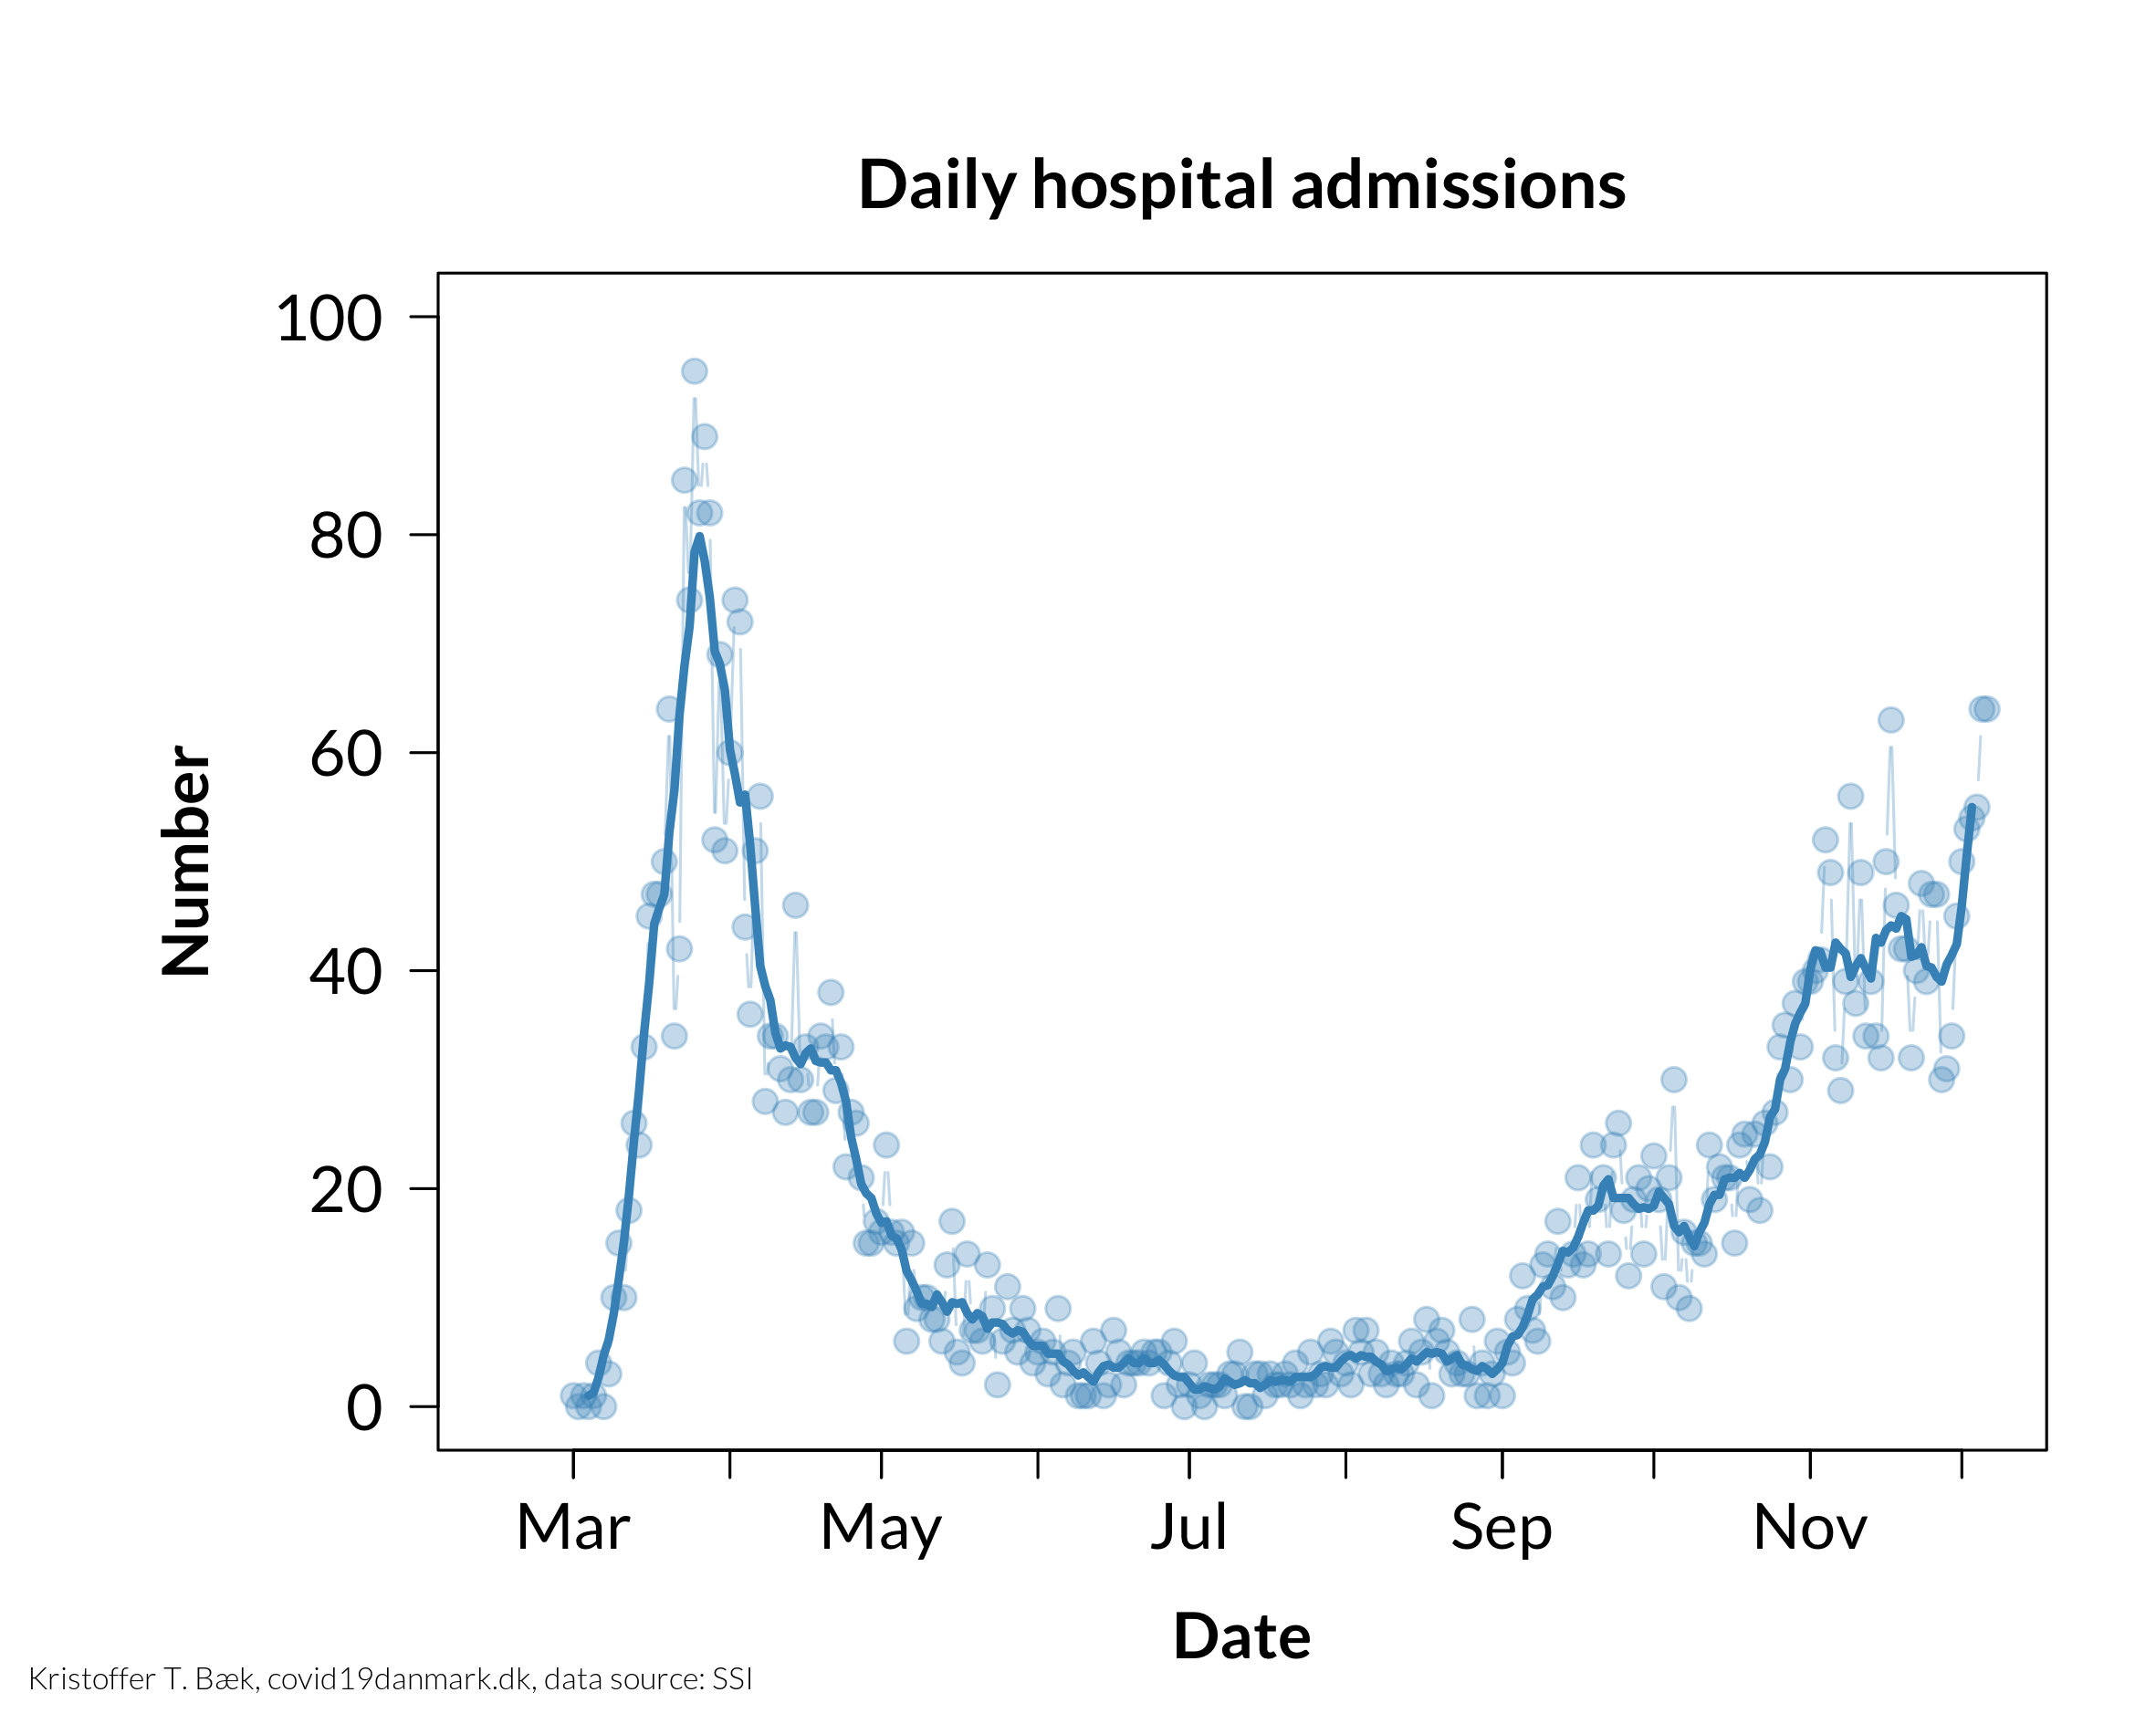 Daily hospital admissions
100
80
60
40
20
0
Number
Mar May Jul Sep Nov
Date
Kristoffer T. Bæk, covid19danmark.dk, data source: SSI